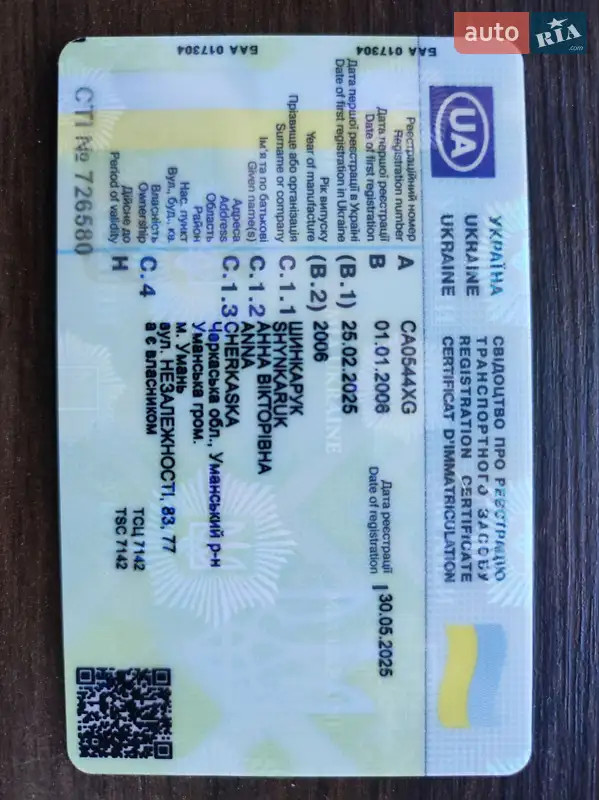 auto RIA .com
UA
УКРАЇНА
UKRAINE
UKRAINE
СВІДОЦТВО ПРО РЕЄСТРАЦІЮ
ТРАНСПОРТНОГО ЗАСОБУ
REGISTRATION CERTIFICATE
CERTIFICAT D'IMMATRICULATION
Реєстраційний номер
Registration number
A CA0544XG
Дата першої реєстрації
Date of first registration
B 01.01.2006
Дата реєстрації
Date of registration
I 30.05.2025
Дата першої реєстрації в Україні
Date of first registration in Ukraine
(B.1) 25.02.2025
Рік випуску
Year of manufacture
(B.2) 2006
Прізвище або організація
Surname or company
C.1.1 ШИНКАРУК
SHYNKARUK
Ім'я та по батькові
Given name(s)
C.1.2 АННА ВІКТОРІВНА
ANNA
Адреса
Address
C.1.3 CHERKASKA
Область
Черкаська обл., Уманський р-н
Район
Уманська гром.
Нас. пункт
м. Умань
Вул., буд., кв.
вул. НЕЗАЛЕЖНОСТІ, 83, 77
Власність
Ownership
C.4 а є власником
Дійсне до
Period of validity
H
ТСЦ 7142
TSC 7142
СТІ № 726580
БАА 017304
БАА 017304